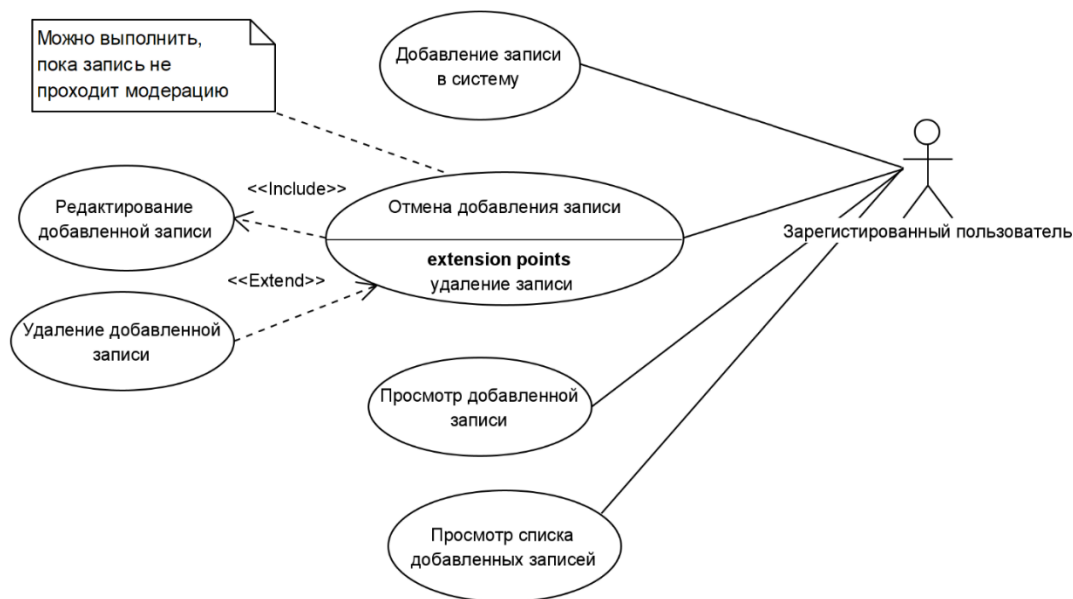 Можно выполнить,
пока запись не
проходит модерацию
Добавление записи
в систему
<<Include>>
Редактирование
добавленной записи
Отмена добавления записи
extension points
удаление записи
Зарегистированный пользователь
<<Extend>>
Удаление добавленной
записи
Просмотр добавленной
записи
Просмотр списка
добавленных записей